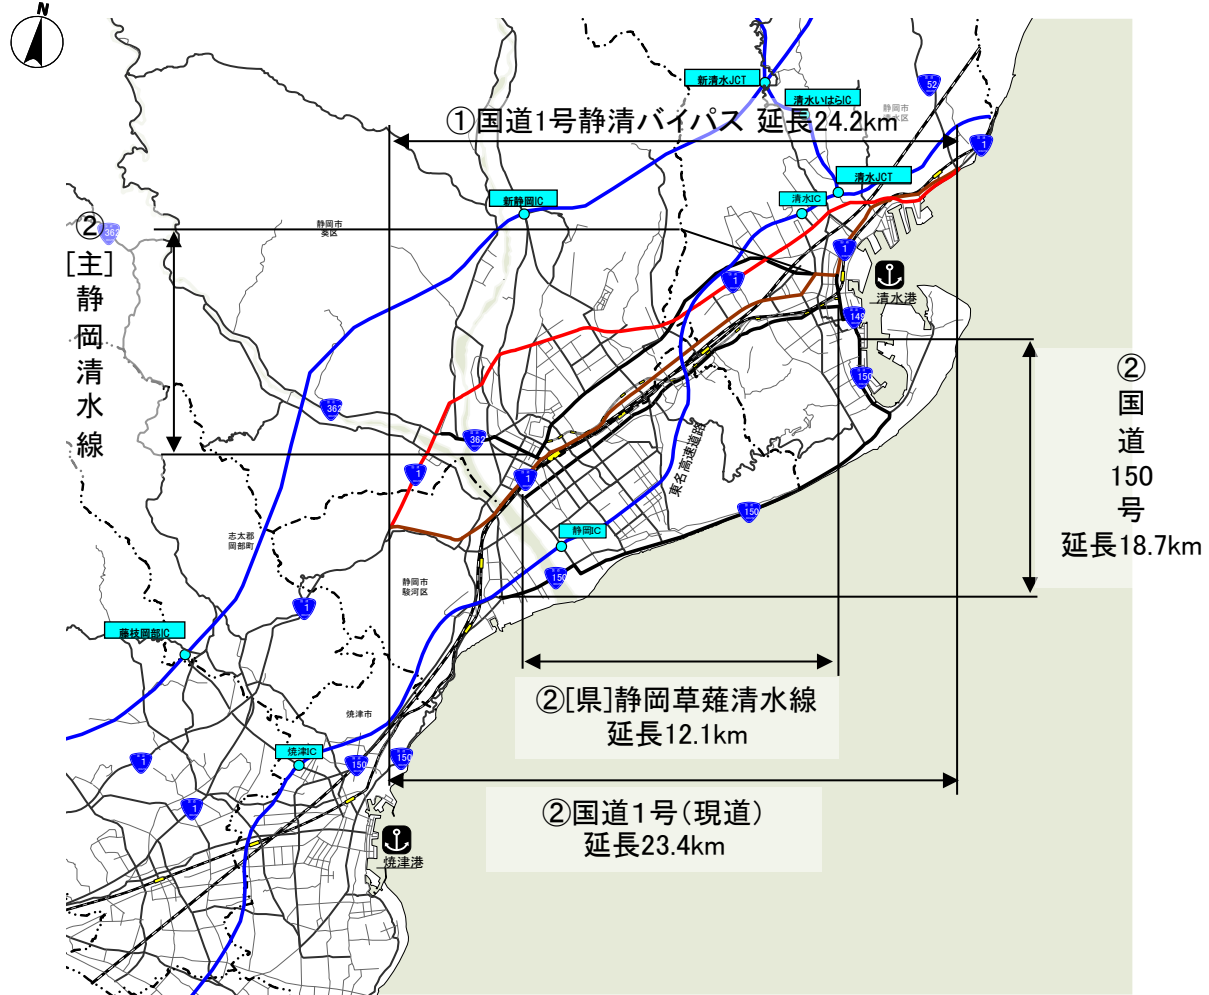 N
新清水JCT
清水いはらIC
52
静岡市
清水区
①国道1号静清バイパス 延長24.2km
1
清水JCT
新静岡IC
清水IC
②
[主]
静
岡
清
水
線
362
静岡市
葵区
1
1
清水港
149
150
②
国
道
150
号
延長18.7km
362
362
1
1
東名高速道路
150
静岡IC
志太郡
岡部町
静岡市
駿河区
150
1
藤枝岡部IC
②[県]静岡草薙清水線
延長12.1km
焼津市
焼津IC
150
150
1
1
②国道1号(現道)
延長23.4km
焼津港